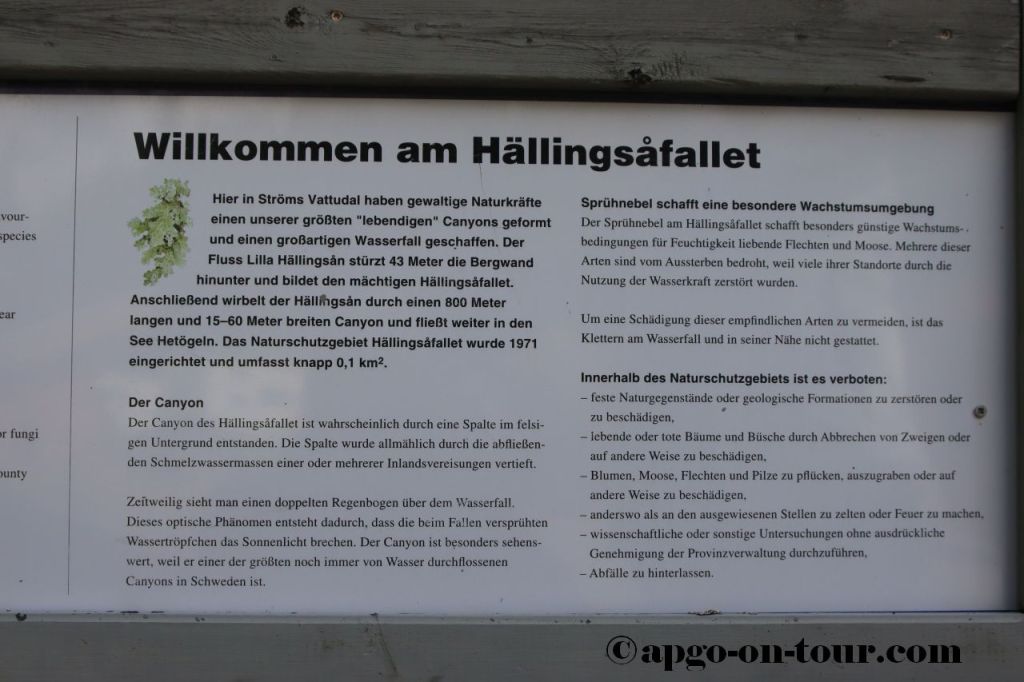 vour-
species
ear
or fungi
ounty
Willkommen am Hällingsåfallet
Hier in Ströms Vattudal haben gewaltige Naturkräfte
einen unserer größten "lebendigen" Canyons geformt
und einen großartigen Wasserfall geschaffen. Der
Fluss Lilla Hällingsån stürzt 43 Meter die Bergwand
hinunter und bildet den mächtigen Hällingsåfallet.
Anschließend wirbelt der Hällingsån durch einen 800 Meter
langen und 15–60 Meter breiten Canyon und fließt weiter in den
See Hetögeln. Das Naturschutzgebiet Hällingsåfallet wurde 1971
eingerichtet und umfasst knapp 0,1 km².
Der Canyon
Der Canyon des Hällingsåfallet ist wahrscheinlich durch eine Spalte im felsi-
gen Untergrund entstanden. Die Spalte wurde allmählich durch die abfließen-
den Schmelzwassermassen einer oder mehrerer Inlandsvereisungen vertieft.
Zeitweilig sieht man einen doppelten Regenbogen über dem Wasserfall.
Dieses optische Phänomen entsteht dadurch, dass die beim Fallen versprühten
Wassertröpfchen das Sonnenlicht brechen. Der Canyon ist besonders sehens-
wert, weil er einer der größten noch immer von Wasser durchflossenen
Canyons in Schweden ist.
Sprühnebel schafft eine besondere Wachstumsumgebung
Der Sprühnebel am Hällingsåfallet schafft besonders günstige Wachstums-
bedingungen für Feuchtigkeit liebende Flechten und Moose. Mehrere dieser
Arten sind vom Aussterben bedroht, weil viele ihrer Standorte durch die
Nutzung der Wasserkraft zerstört wurden.
Um eine Schädigung dieser empfindlichen Arten zu vermeiden, ist das
Klettern am Wasserfall und in seiner Nähe nicht gestattet.
Innerhalb des Naturschutzgebiets ist es verboten:
– feste Naturgegenstände oder geologische Formationen zu zerstören oder
zu beschädigen,
– lebende oder tote Bäume und Büsche durch Abbrechen von Zweigen oder
auf andere Weise zu beschädigen,
– Blumen, Moose, Flechten und Pilze zu pflücken, auszugraben oder auf
andere Weise zu beschädigen,
– anderswo als an den ausgewiesenen Stellen zu zelten oder Feuer zu machen,
– wissenschaftliche oder sonstige Untersuchungen ohne ausdrückliche
Genehmigung der Provinzverwaltung durchzuführen,
– Abfälle zu hinterlassen.
©apgo-on-tour.com